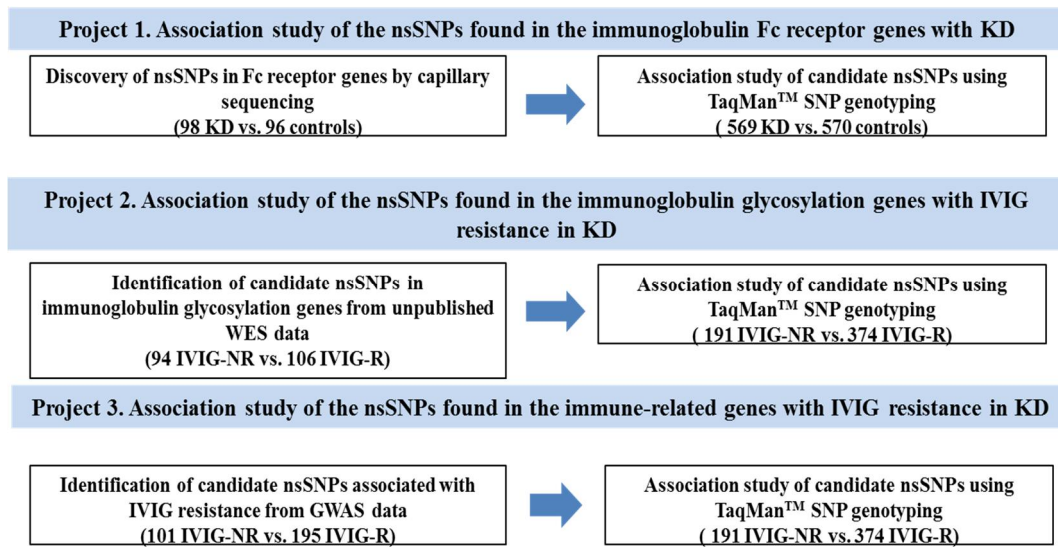 Project 1. Association study of the nsSNPs found in the immunoglobulin Fc receptor genes with KD
Discovery of nsSNPs in Fc receptor genes by capillary
sequencing
(98 KD vs. 96 controls)
Association study of candidate nsSNPs using
TaqMan™ SNP genotyping
( 569 KD vs. 570 controls)
Project 2. Association study of the nsSNPs found in the immunoglobulin glycosylation genes with IVIG
resistance in KD
Identification of candidate nsSNPs in
immunoglobulin glycosylation genes from unpublished
WES data
(94 IVIG-NR vs. 106 IVIG-R)
Association study of candidate nsSNPs using
TaqMan™ SNP genotyping
( 191 IVIG-NR vs. 374 IVIG-R)
Project 3. Association study of the nsSNPs found in the immune-related genes with IVIG resistance in KD
Identification of candidate nsSNPs associated with
IVIG resistance from GWAS data
(101 IVIG-NR vs. 195 IVIG-R)
Association study of candidate nsSNPs using
TaqMan™ SNP genotyping
( 191 IVIG-NR vs. 374 IVIG-R)